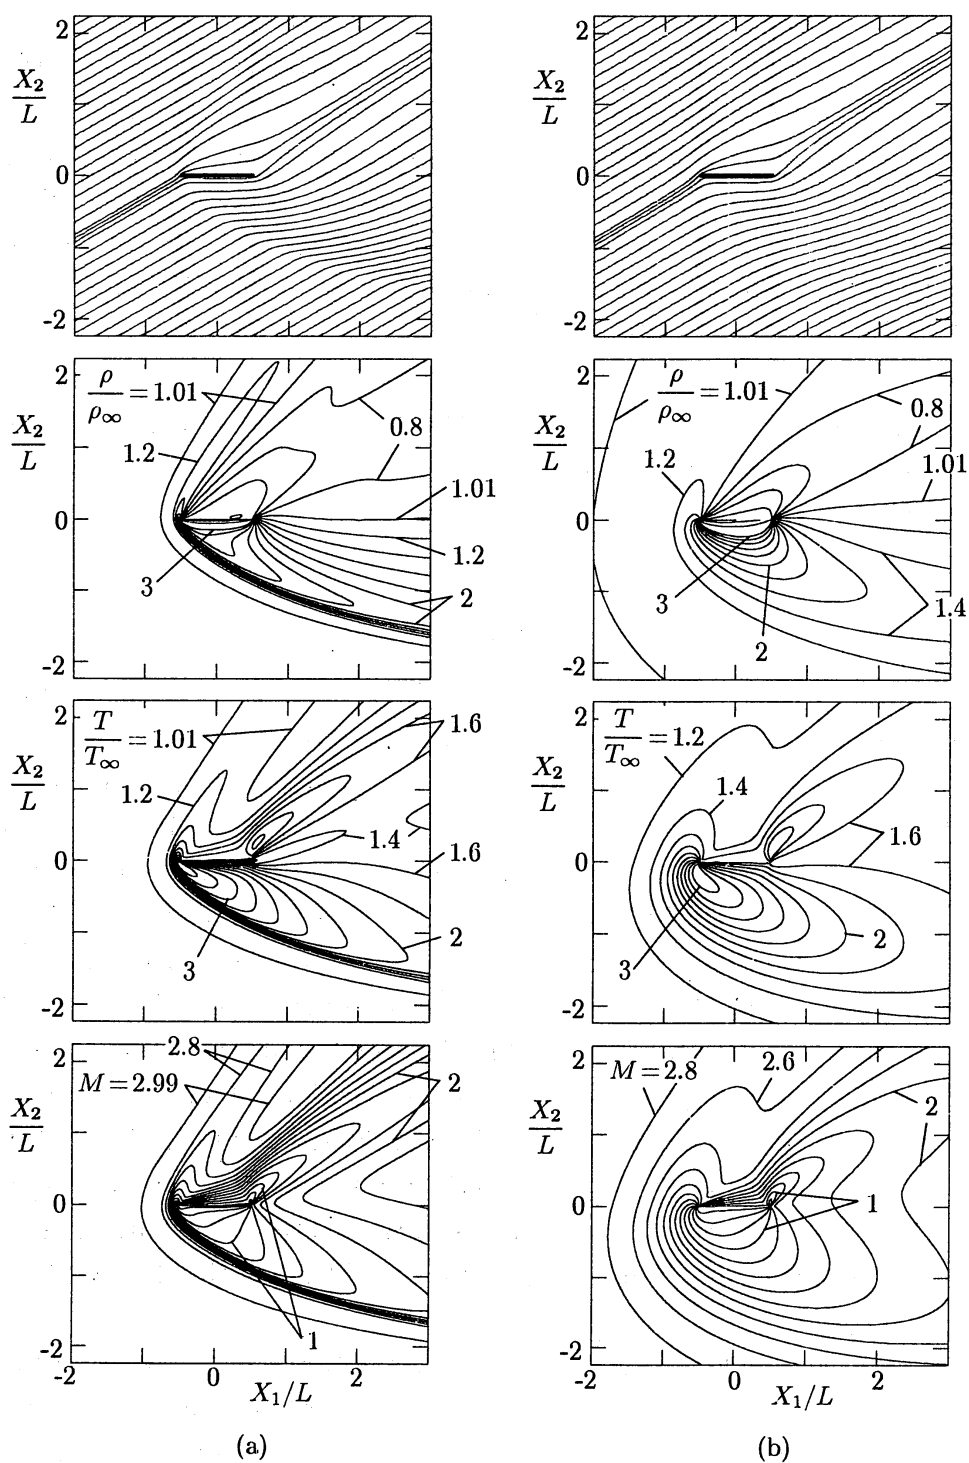 2
X₂/L
0
-2
2
X₂/L
0
-2
2
X₂/L
0
-2
ρ/ρ∞ = 1.01
1.2
0.8
1.01
1.2
3
2
2
X₂/L
0
-2
ρ/ρ∞ = 1.01
0.8
1.2
1.01
3
1.4
2
2
X₂/L
0
-2
T/T∞ = 1.01
1.6
1.2
1.4
1.6
2
3
2
X₂/L
0
-2
T/T∞ = 1.2
1.4
1.6
2
3
2
X₂/L
0
-2
2.8
M = 2.99
2
1
-2 0 2
X₁/L
2
X₂/L
0
-2
M = 2.8
2.6
2
1
-2 0 2
X₁/L
(a)
(b)